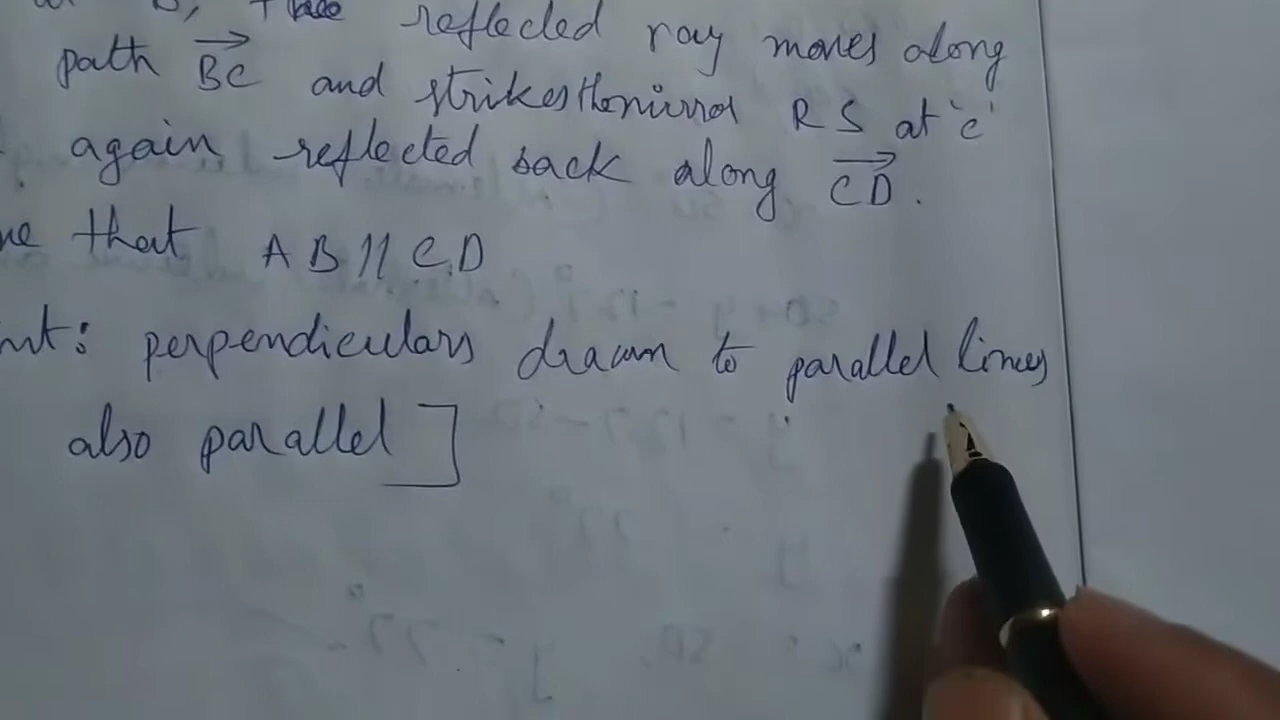 reflected ray moves along
path BC and strikes the mirror RS at 'c'
again reflected back along CD.
that AB || CD
perpendiculars drawn to parallel lines
also parallel ]